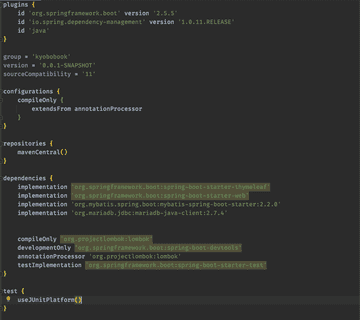 plugins {
id 'org.springframework.boot' version '2.5.5'
id 'io.spring.dependency-management' version '1.0.11.RELEASE'
id 'java'
}
group = 'kyobobook'
version = '0.0.1-SNAPSHOT'
sourceCompatibility = '11'
configurations {
compileOnly {
extendsFrom annotationProcessor
}
}
repositories {
mavenCentral()
}
dependencies {
implementation 'org.springframework.boot:spring-boot-starter-thymeleaf'
implementation 'org.springframework.boot:spring-boot-starter-web'
implementation 'org.mybatis.spring.boot:mybatis-spring-boot-starter:2.2.0'
implementation 'org.mariadb.jdbc:mariadb-java-client:2.7.4'
compileOnly 'org.projectlombok:lombok'
developmentOnly 'org.springframework.boot:spring-boot-devtools'
annotationProcessor 'org.projectlombok:lombok'
testImplementation 'org.springframework.boot:spring-boot-starter-test'
}
test {
useJUnitPlatform()
}